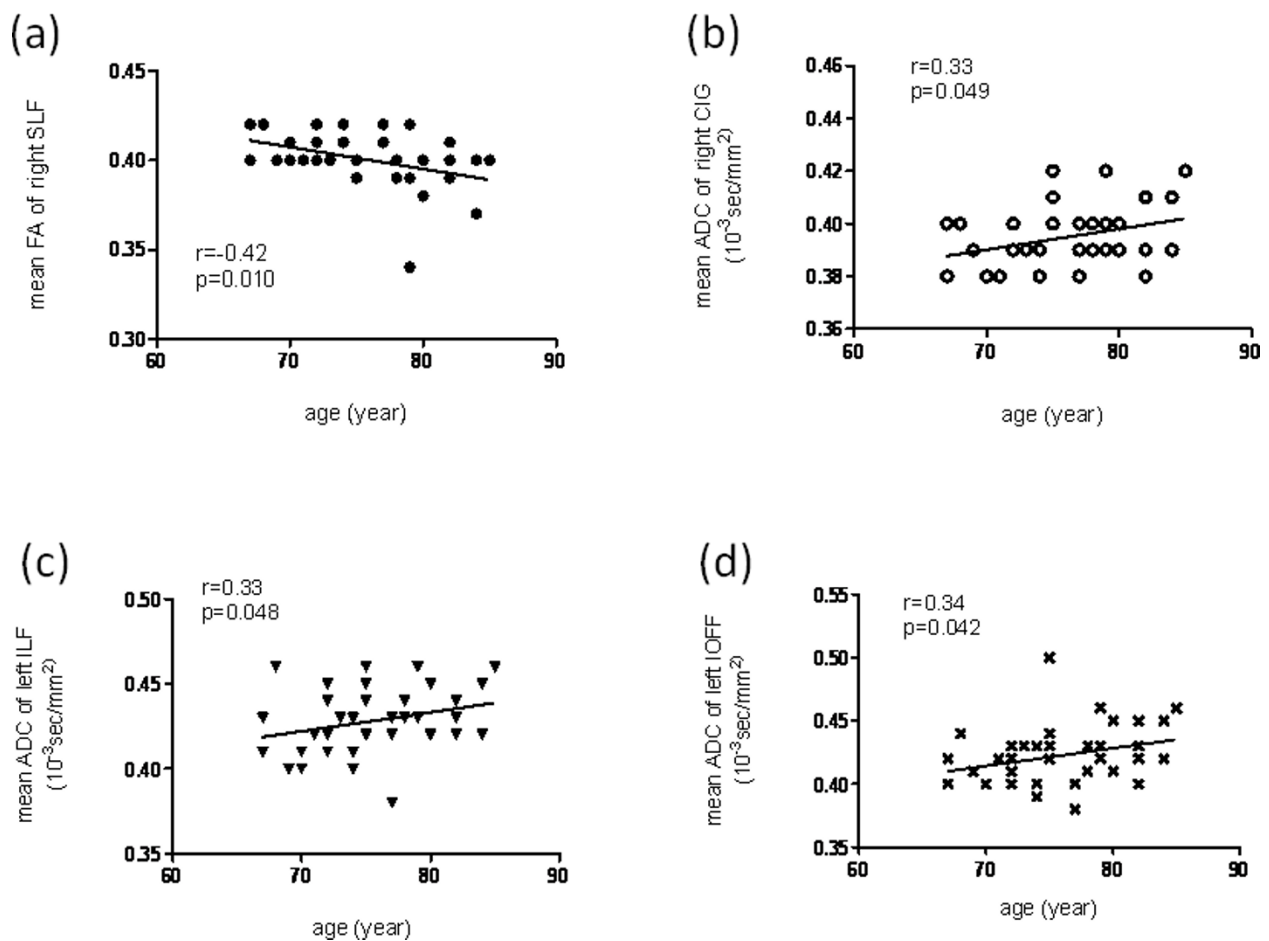 (a)
mean FA of right SLF
0.45
0.40
0.35
0.30
r=-0.42
p=0.010
60 70 80 90
age (year)
(b)
mean ADC of right CIG
(10-3sec/mm2)
0.46
0.44
0.42
0.40
0.38
0.36
r=0.33
p=0.049
60 70 80 90
age (year)
(c)
mean ADC of left ILF
(10-3sec/mm2)
0.50
0.45
0.40
0.35
r=0.33
p=0.048
60 70 80 90
age (year)
(d)
mean ADC of left IOFF
(10-3sec/mm2)
0.55
0.50
0.45
0.40
0.35
r=0.34
p=0.042
60 70 80 90
age (year)